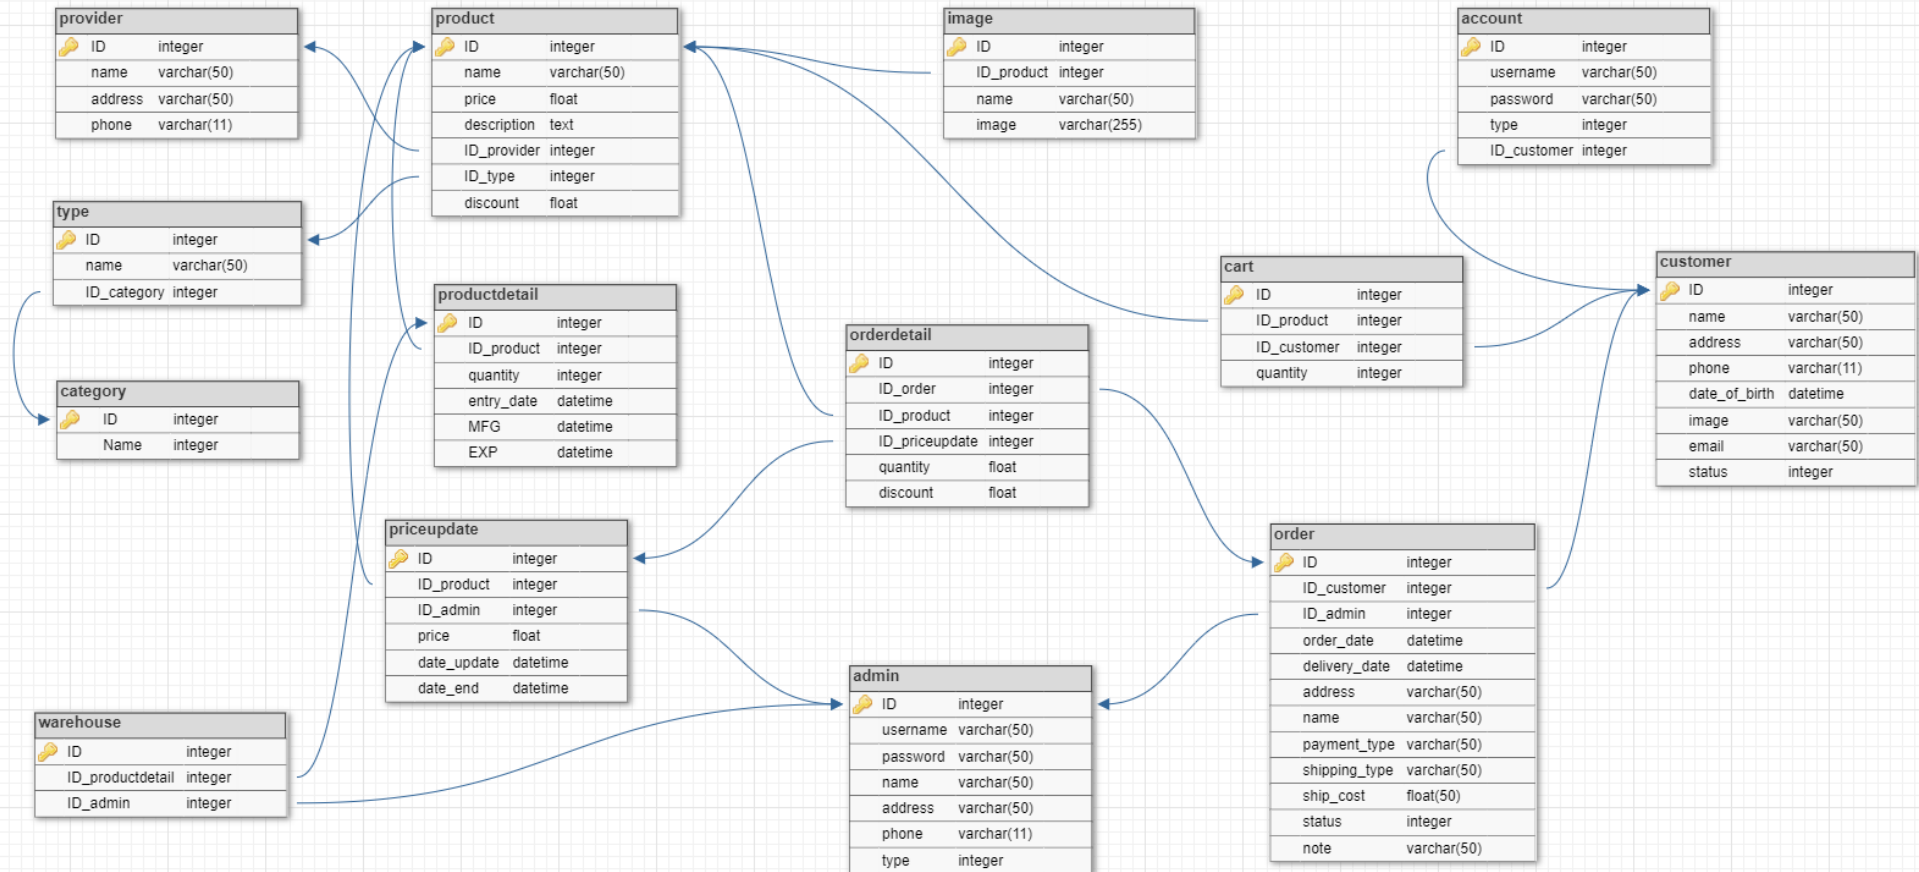 provider
ID integer
name varchar(50)
address varchar(50)
phone varchar(11)
product
ID integer
name varchar(50)
price float
description text
ID_provider integer
ID_type integer
discount float
image
ID integer
ID_product integer
name varchar(50)
image varchar(255)
account
ID integer
username varchar(50)
password varchar(50)
type integer
ID_customer integer
type
ID integer
name varchar(50)
ID_category integer
productdetail
ID integer
ID_product integer
quantity integer
entry_date datetime
MFG datetime
EXP datetime
cart
ID integer
ID_product integer
ID_customer integer
quantity integer
customer
ID integer
name varchar(50)
address varchar(50)
phone varchar(11)
date_of_birth datetime
image varchar(50)
email varchar(50)
status integer
category
ID integer
Name integer
orderdetail
ID integer
ID_order integer
ID_product integer
ID_priceupdate integer
quantity float
discount float
priceupdate
ID integer
ID_product integer
ID_admin integer
price float
date_update datetime
date_end datetime
order
ID integer
ID_customer integer
ID_admin integer
order_date datetime
delivery_date datetime
address varchar(50)
name varchar(50)
payment_type varchar(50)
shipping_type varchar(50)
ship_cost float(50)
status integer
note varchar(50)
warehouse
ID integer
ID_productdetail integer
ID_admin integer
admin
ID integer
username varchar(50)
password varchar(50)
name varchar(50)
address varchar(50)
phone varchar(11)
type integer